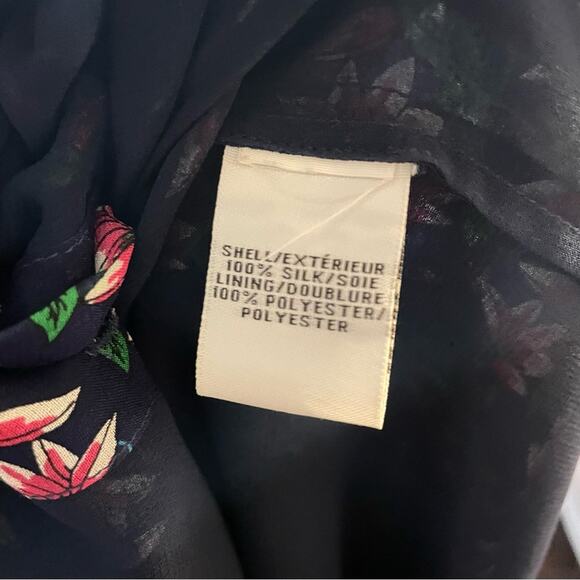 SHELL/EXTÉRIEUR
100% SILK/SOIE
LINING/DOUBLURE
100% POLYESTER/
POLYESTER